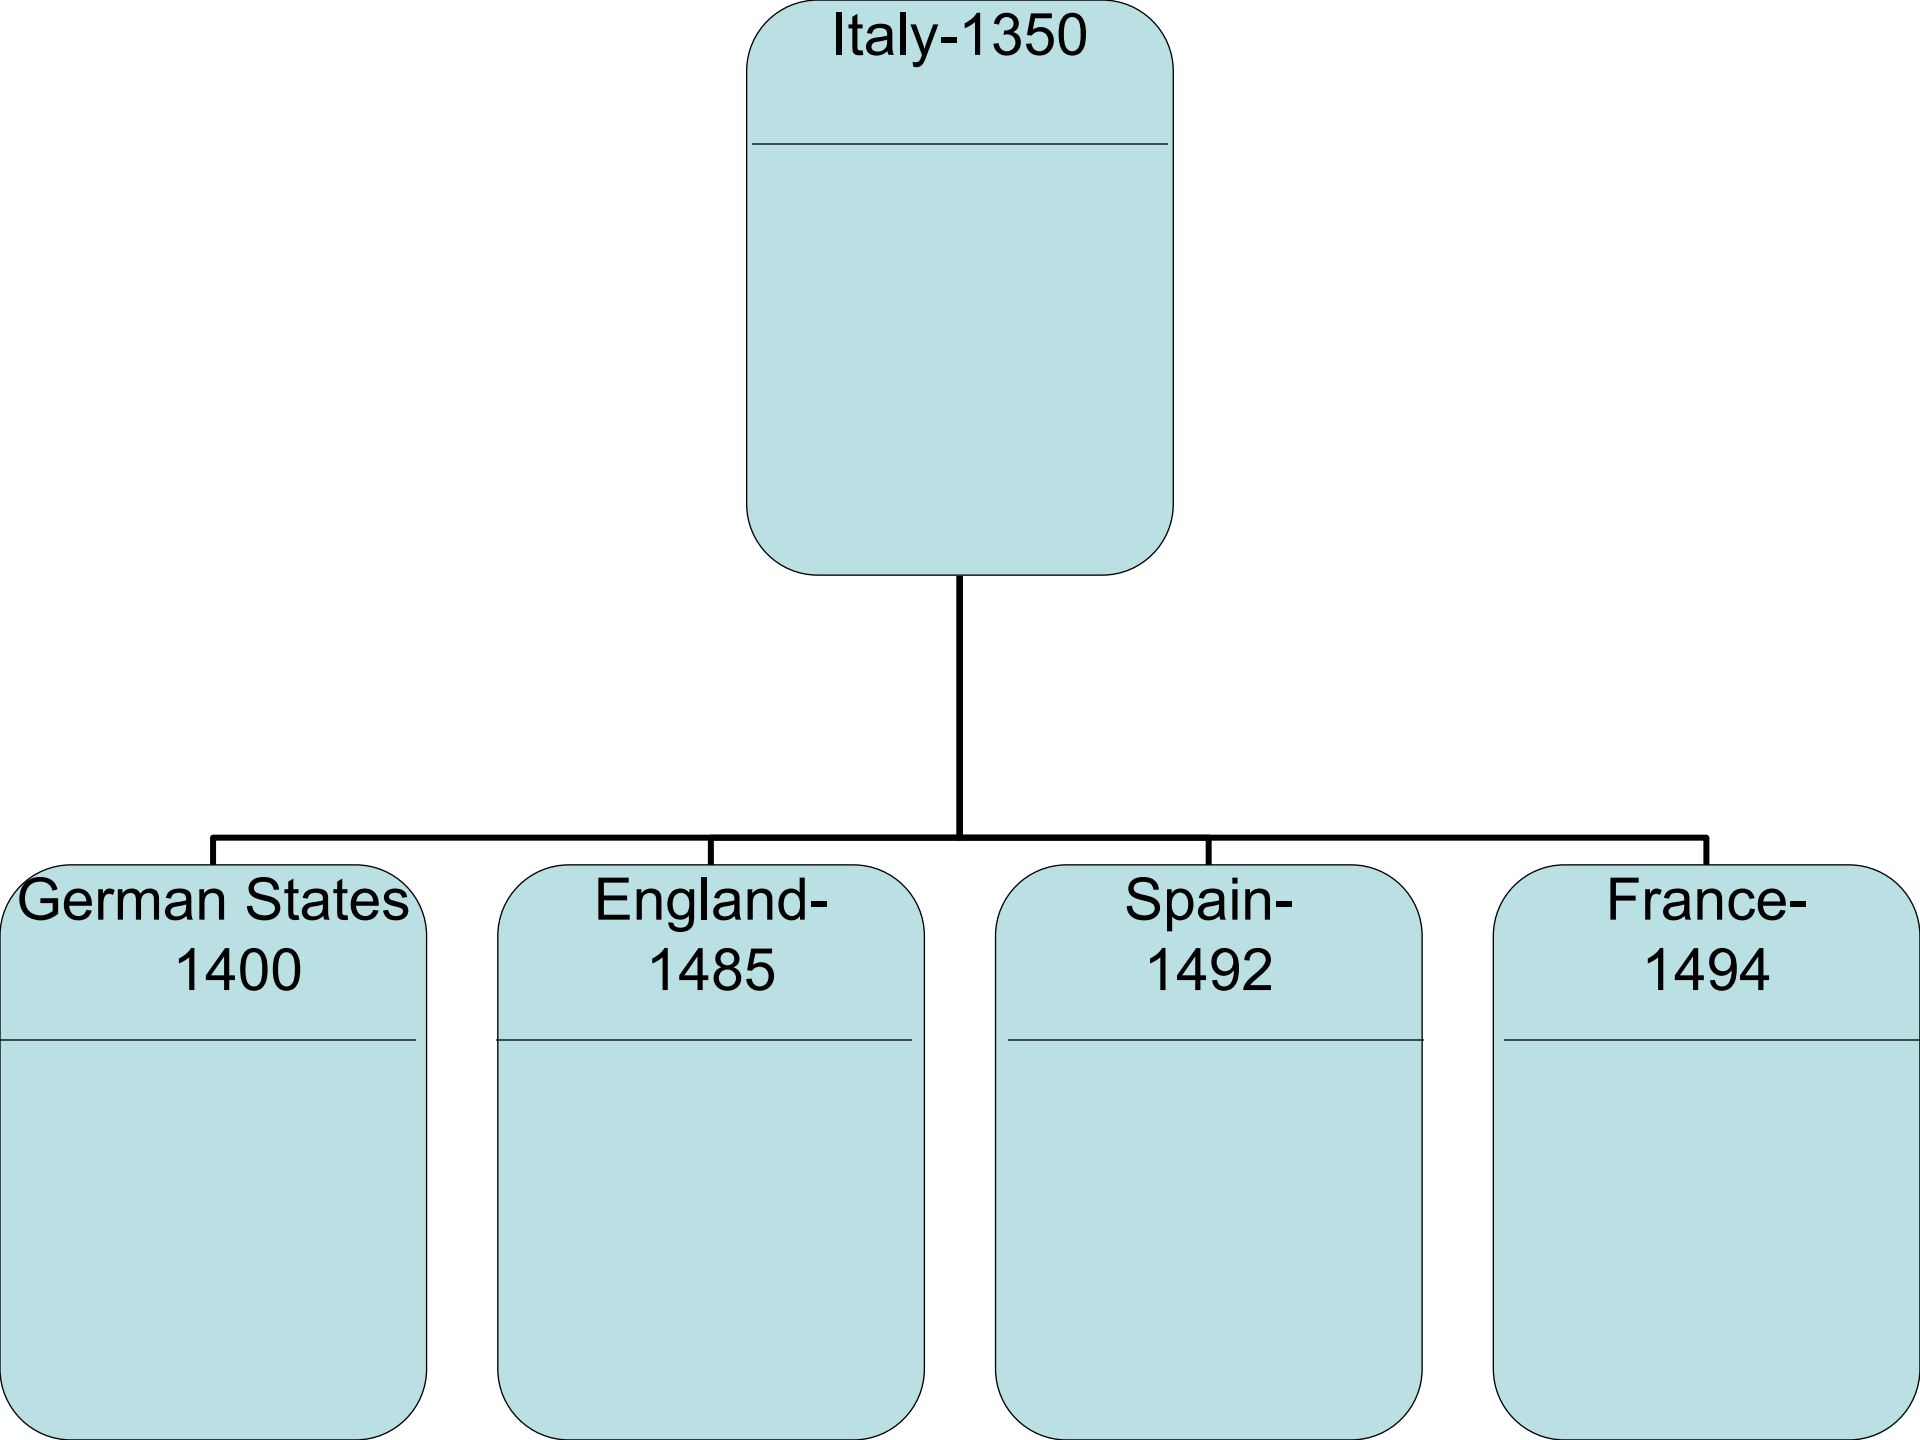 Italy-1350
German States
1400
England-
1485
Spain-
1492
France-
1494